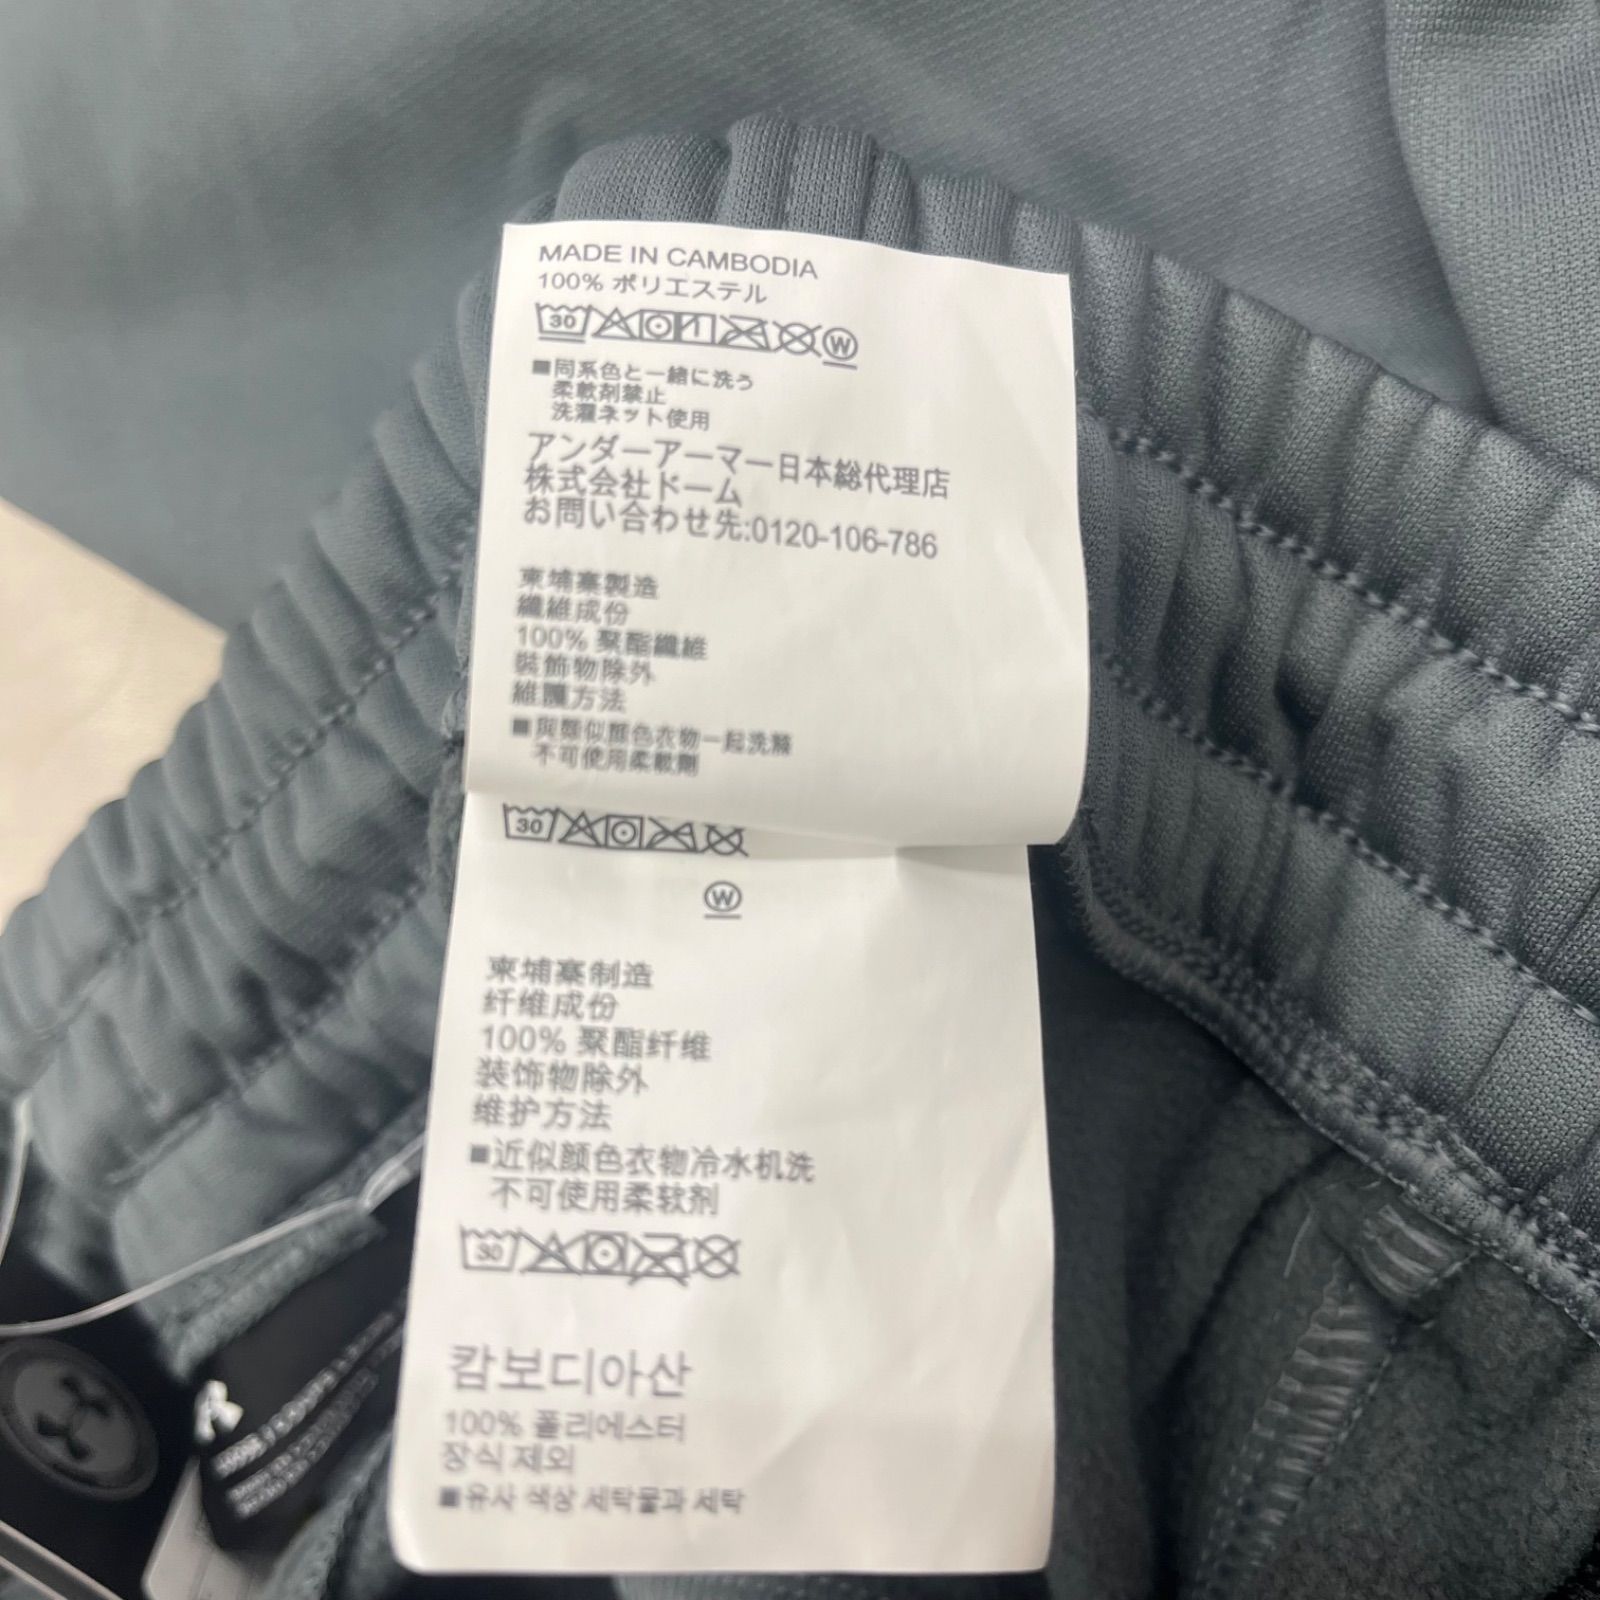 MADE IN CAMBODIA
100% ポリエステル
30 W
■同系色と一緒に洗う
柔軟剤禁止
洗濯ネット使用
アンダーアーマー日本総代理店
株式会社ドーム
お問い合わせ先:0120-106-786
柬埔寨製造
纖維成份
100% 聚酯纖維
裝飾物除外
維護方法
■與類似顏色衣物一起洗滌
不可使用柔軟劑
30
W
柬埔寨制造
纤维成份
100% 聚酯纤维
装饰物除外
维护方法
■近似颜色衣物冷水机洗
不可使用柔软剂
30
캄보디아산
100% 폴리에스터
장식 제외
■유사 색상 세탁물과 세탁